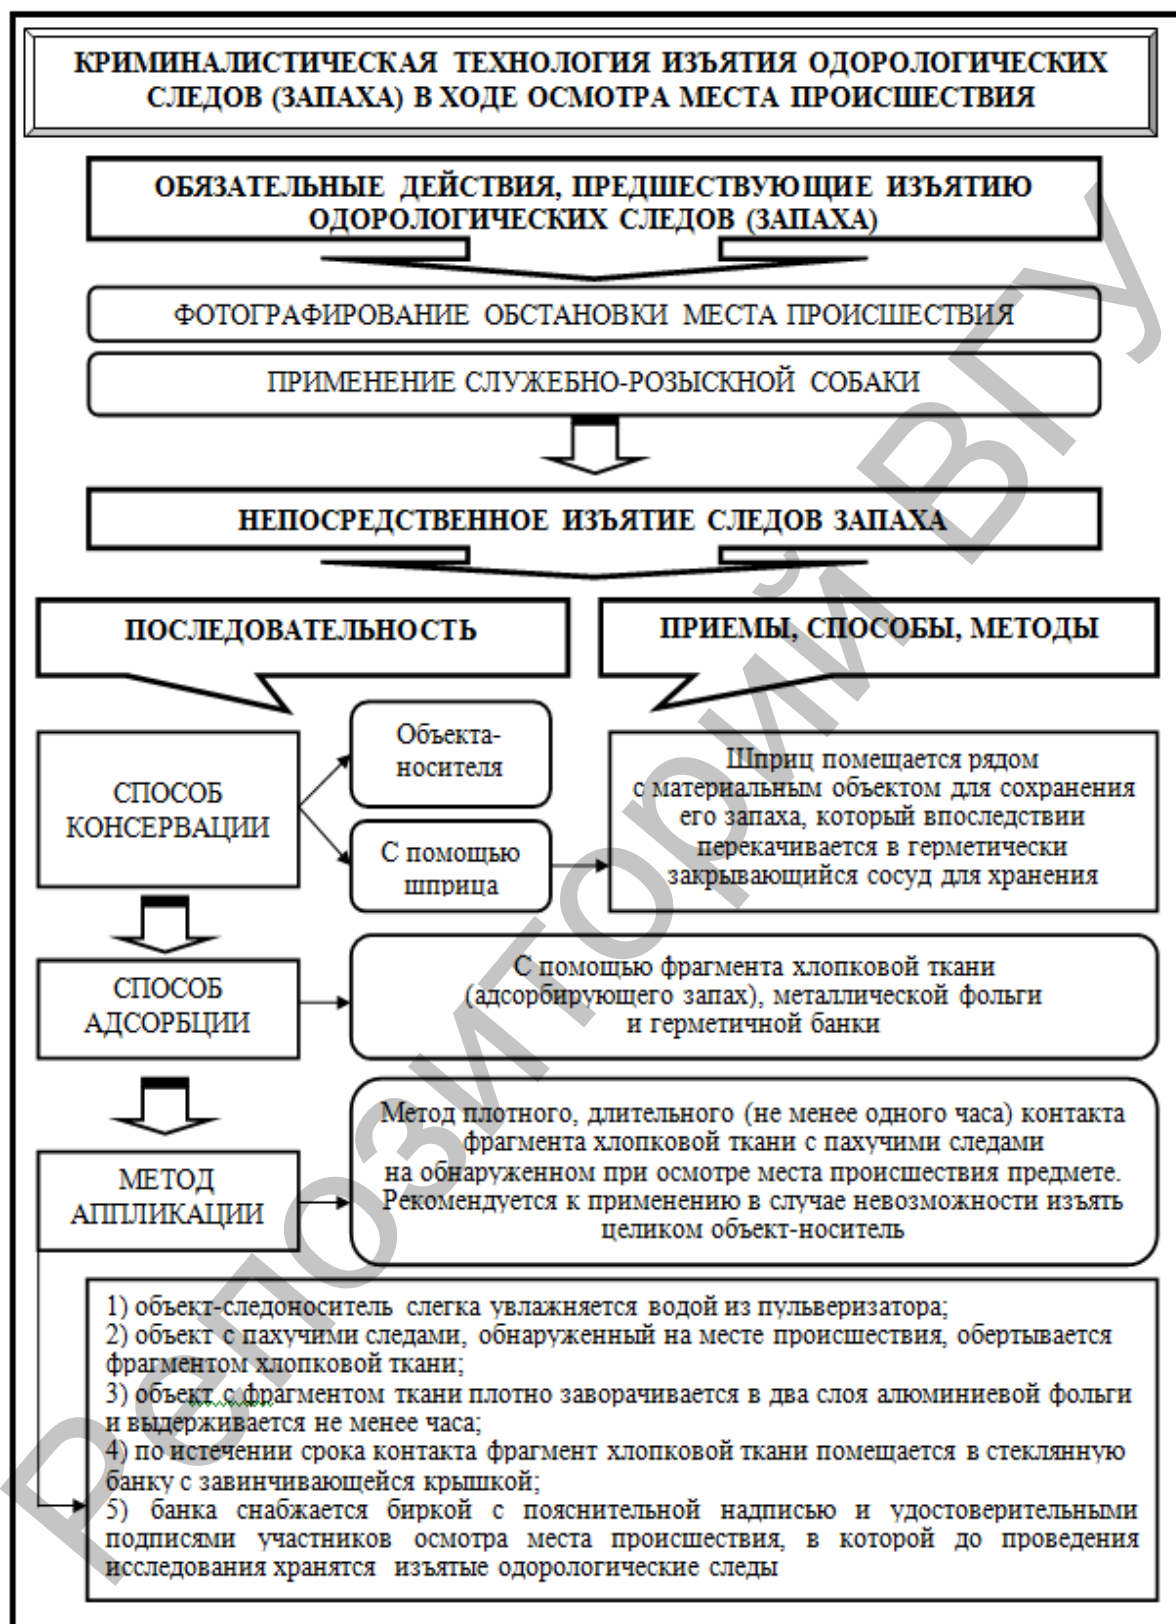 КРИМИНАЛИСТИЧЕСКАЯ ТЕХНОЛОГИЯ ИЗЪЯТИЯ ОДОРОЛОГИЧЕСКИХ
СЛЕДОВ (ЗАПАХА) В ХОДЕ ОСМОТРА МЕСТА ПРОИСШЕСТВИЯ
ОБЯЗАТЕЛЬНЫЕ ДЕЙСТВИЯ, ПРЕДШЕСТВУЮЩИЕ ИЗЪЯТИЮ
ОДОРОЛОГИЧЕСКИХ СЛЕДОВ (ЗАПАХА)
ФОТОГРАФИРОВАНИЕ ОБСТАНОВКИ МЕСТА ПРОИСШЕСТВИЯ
ПРИМЕНЕНИЕ СЛУЖЕБНО-РОЗЫСКНОЙ СОБАКИ
НЕПОСРЕДСТВЕННОЕ ИЗЪЯТИЕ СЛЕДОВ ЗАПАХА
ПОСЛЕДОВАТЕЛЬНОСТЬ
ПРИЕМЫ, СПОСОБЫ, МЕТОДЫ
СПОСОБ
КОНСЕРВАЦИИ
Объекта-
носителя
С помощью
шприца
Шприц помещается рядом
с материальным объектом для сохранения
его запаха, который впоследствии
перекачивается в герметически
закрывающийся сосуд для хранения
СПОСОБ
АДСОРБЦИИ
С помощью фрагмента хлопковой ткани
(адсорбирующего запах), металлической фольги
и герметичной банки
МЕТОД
АППЛИКАЦИИ
Метод плотного, длительного (не менее одного часа) контакта
фрагмента хлопковой ткани с пахучими следами
на обнаруженном при осмотре места происшествия предмете.
Рекомендуется к применению в случае невозможности изъять
целиком объект-носитель
1) объект-следоноситель слегка увлажняется водой из пульверизатора;
2) объект с пахучими следами, обнаруженный на месте происшествия, обертывается
фрагментом хлопковой ткани;
3) объект с фрагментом ткани плотно заворачивается в два слоя алюминиевой фольги
и выдерживается не менее часа;
4) по истечении срока контакта фрагмент хлопковой ткани помещается в стеклянную
банку с завинчивающейся крышкой;
5) банка снабжается биркой с пояснительной надписью и удостоверительными
подписями участников осмотра места происшествия, в которой до проведения
исследования хранятся изъятые одорологические следы
Репозиторий ВГУ